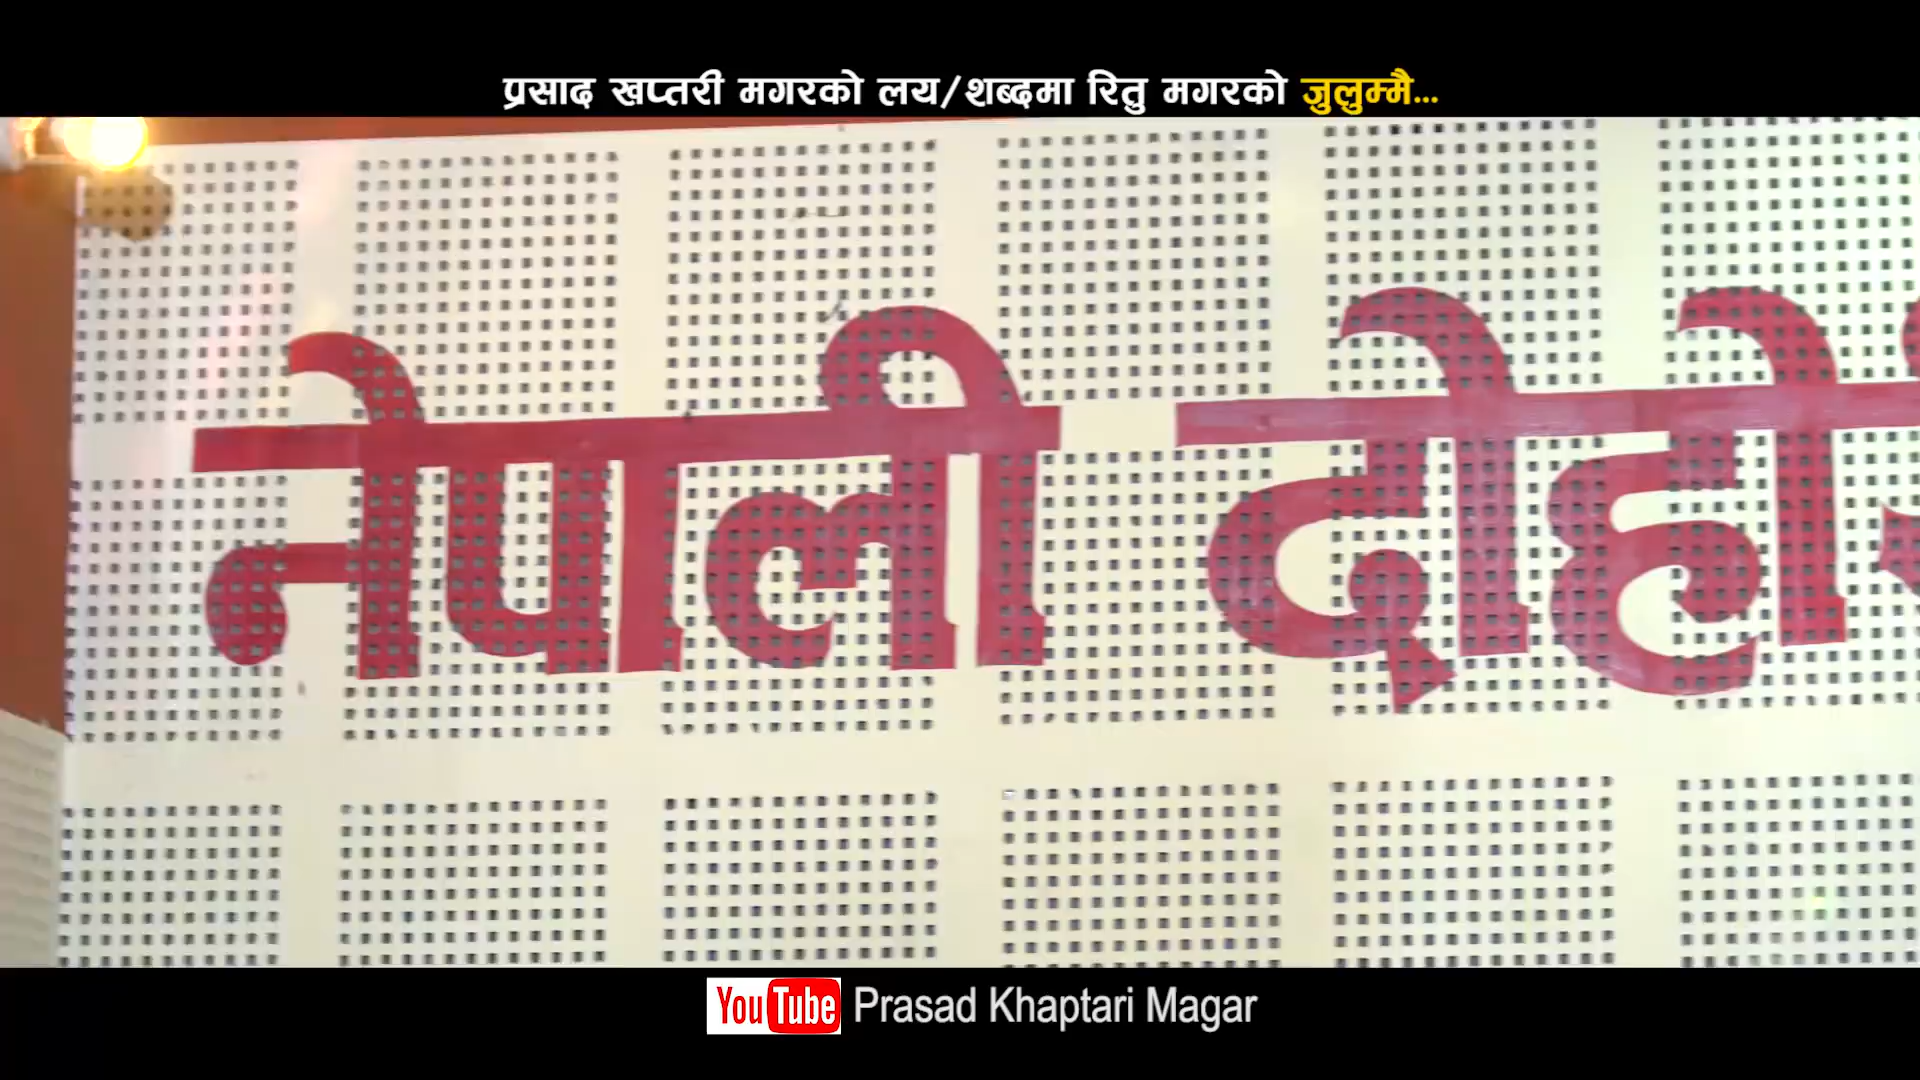 प्रसाद खप्तरी मगरको लय/शब्दमा रितु मगरको जुलुम्मै...
नेपाली दोहो
YouTube Prasad Khaptari Magar